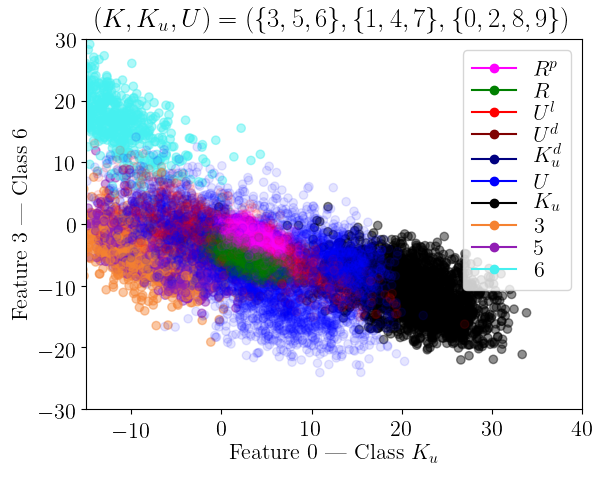 (K, K_u, U) = ({3, 5, 6}, {1, 4, 7}, {0, 2, 8, 9})
30
20
10
0
−10
−20
−30
Feature 3 — Class 6
R^p
R
U^l
U^d
K_u^d
U
K_u
3
5
6
−10 0 10 20 30 40
Feature 0 — Class K_u